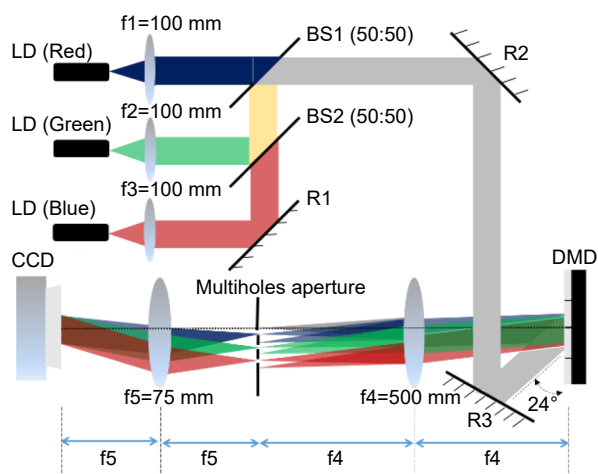 f1=100 mm
LD (Red)
BS1 (50:50)
R2
f2=100 mm
LD (Green)
BS2 (50:50)
f3=100 mm
LD (Blue)
R1
CCD
DMD
Multiholes aperture
f5=75 mm
f4=500 mm
R3
24°
f5
f5
f4
f4